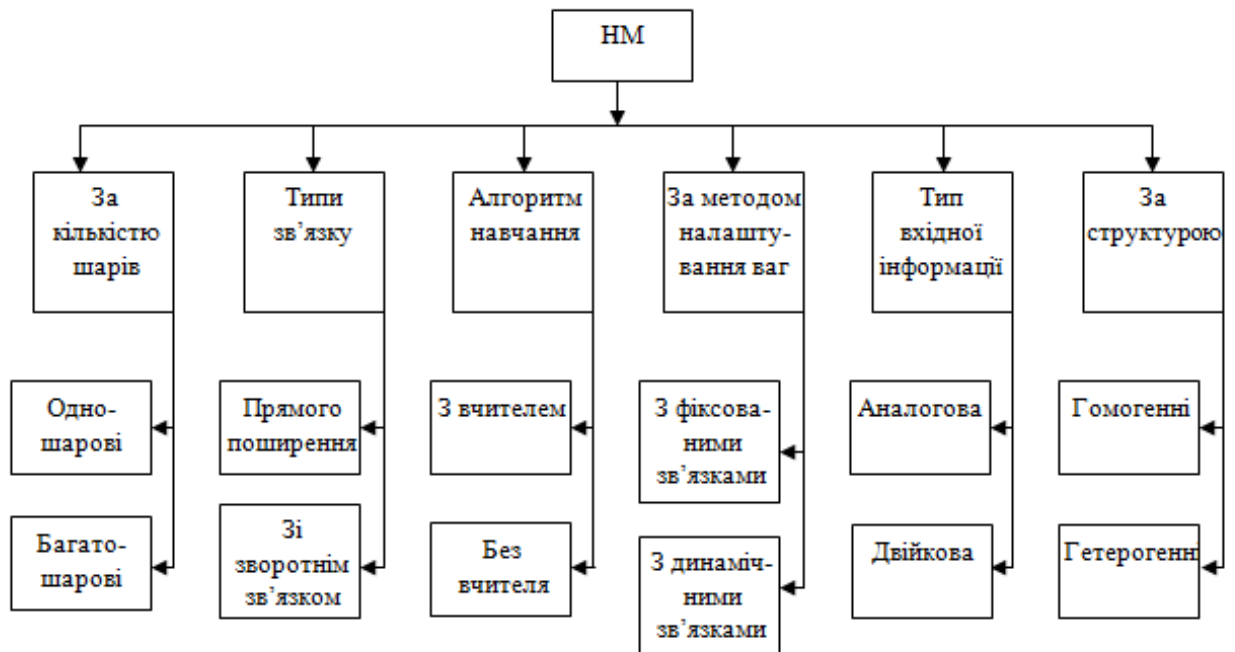 НМ
За
кількістю
шарів
Типи
зв’язку
Алгоритм
навчання
За методом
налашту-
вання ваг
Тип
вхідної
інформації
За
структурою
Одно-
шарові
Багато-
шарові
Прямого
поширення
Зі
зворотнім
зв’язком
З вчителем
Без
вчителя
З фіксова-
ними
зв’язками
З динаміч-
ними
зв’язками
Аналогова
Двійкова
Гомогенні
Гетерогенні